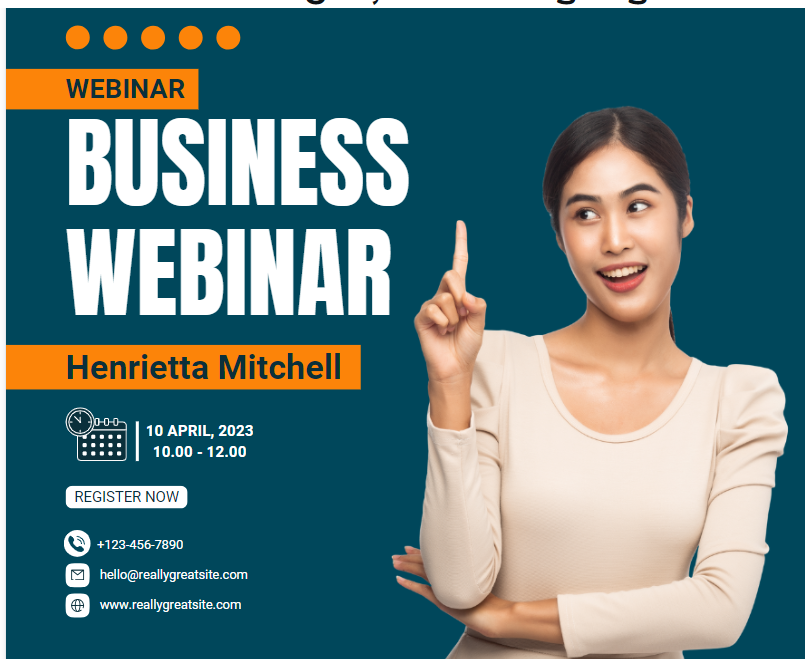 WEBINAR
BUSINESS
WEBINAR
Henrietta Mitchell
10 APRIL, 2023
10.00 - 12.00
REGISTER NOW
+123-456-7890
hello@reallygreatsite.com
www.reallygreatsite.com